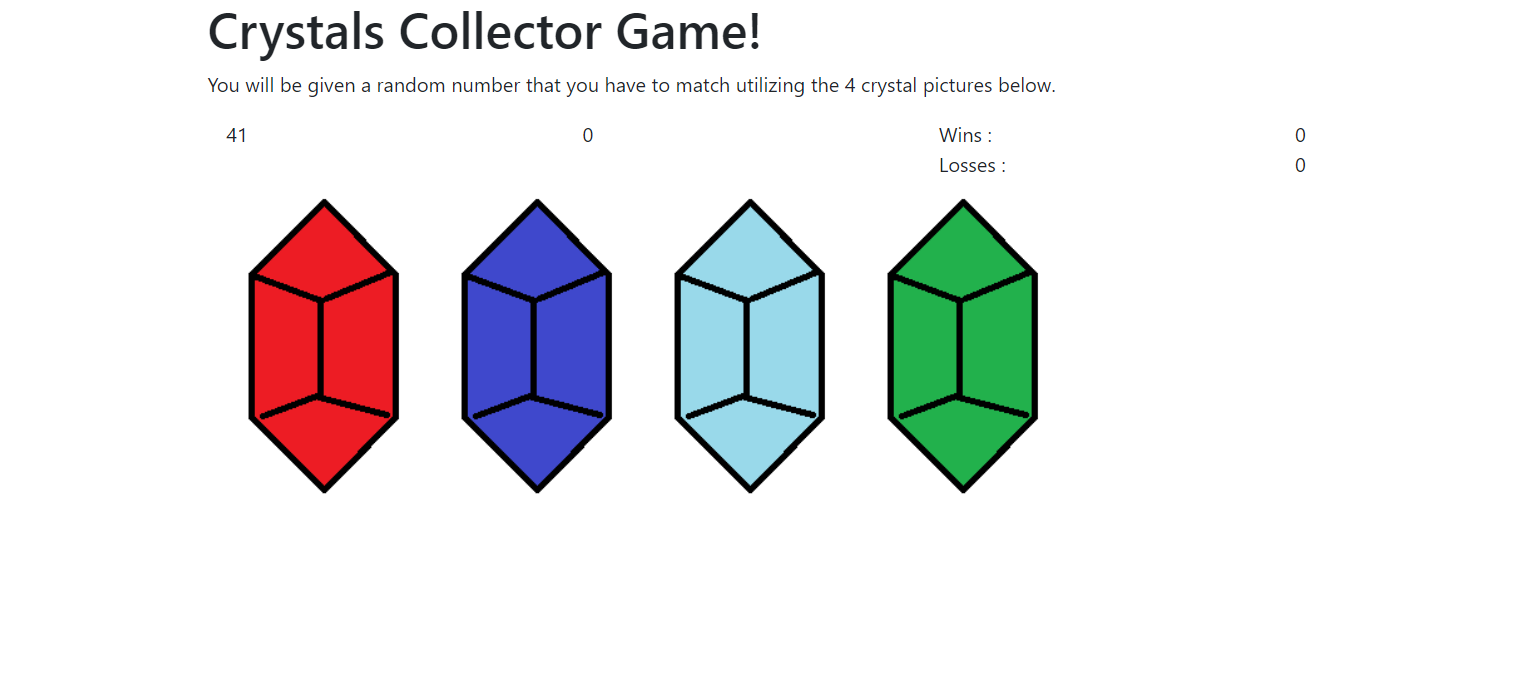 Crystals Collector Game!
You will be given a random number that you have to match utilizing the 4 crystal pictures below.
41 0 Wins : 0
Losses : 0